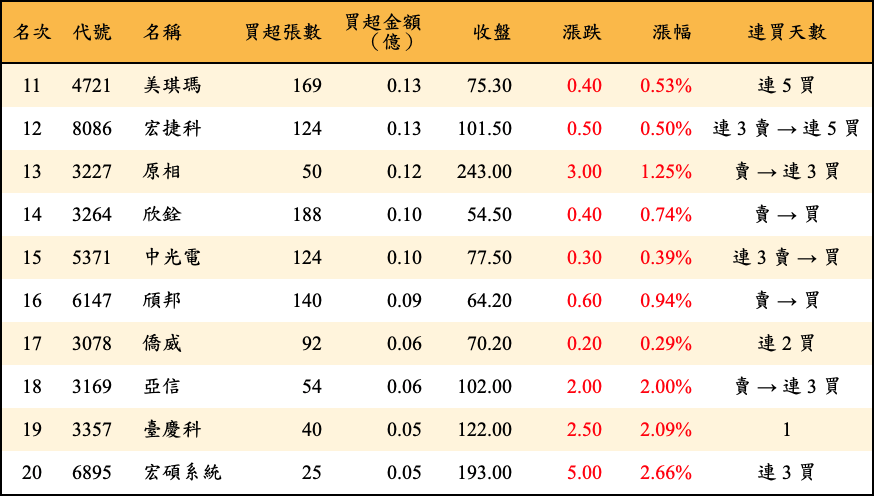 名次 代號 名稱 買超張數 買超金額（億） 收盤 漲跌 漲幅 連買天數
11 4721 美琪瑪 169 0.13 75.30 0.40 0.53% 連 5 買
12 8086 宏捷科 124 0.13 101.50 0.50 0.50% 連 3 賣 → 連 5 買
13 3227 原相 50 0.12 243.00 3.00 1.25% 賣 → 連 3 買
14 3264 欣銓 188 0.10 54.50 0.40 0.74% 賣 → 買
15 5371 中光電 124 0.10 77.50 0.30 0.39% 連 3 賣 → 買
16 6147 頎邦 140 0.09 64.20 0.60 0.94% 賣 → 買
17 3078 僑威 92 0.06 70.20 0.20 0.29% 連 2 買
18 3169 亞信 54 0.06 102.00 2.00 2.00% 賣 → 連 3 買
19 3357 臺慶科 40 0.05 122.00 2.50 2.09% 1
20 6895 宏碩系統 25 0.05 193.00 5.00 2.66% 連 3 買